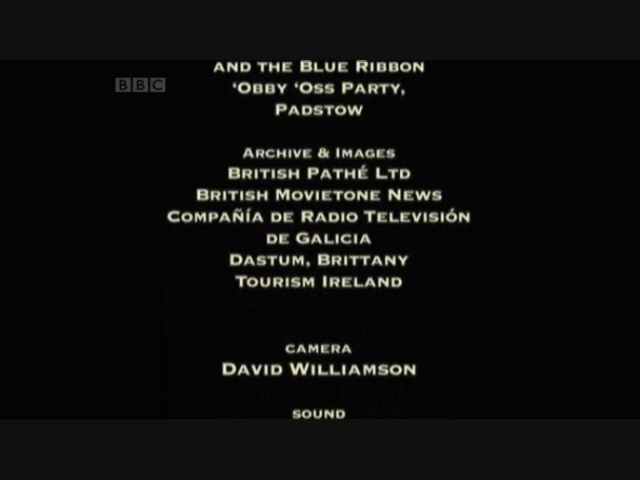 BBC
AND THE BLUE RIBBON
‘OBBY ‘OSS PARTY,
PADSTOW
ARCHIVE & IMAGES
BRITISH PATHÉ LTD
BRITISH MOVIETONE NEWS
COMPAÑÍA DE RADIO TELEVISIÓN
DE GALICIA
DASTUM, BRITTANY
TOURISM IRELAND
CAMERA
DAVID WILLIAMSON
SOUND